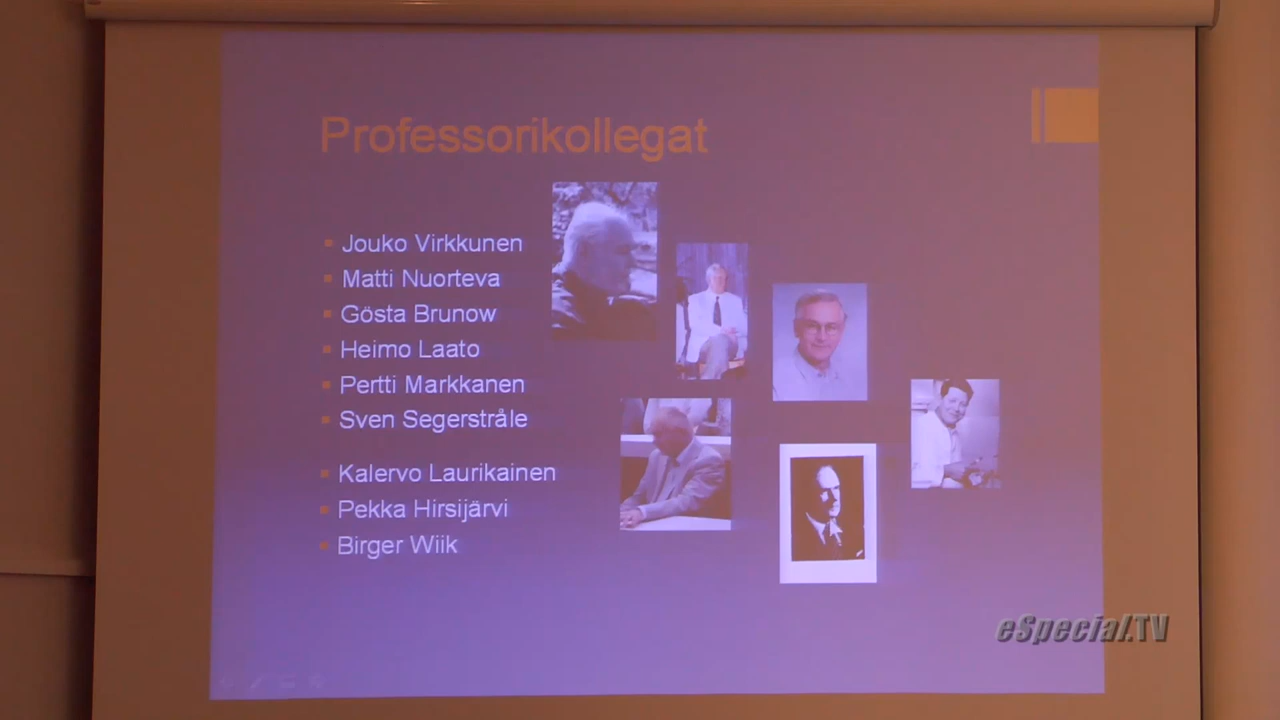 Professorikollegat
Jouko Virkkunen
Matti Nuorteva
Gösta Brunow
Heimo Laato
Pertti Markkanen
Sven Segerstråle
Kalervo Laurikainen
Pekka Hirsijärvi
Birger Wiik
eSpecial.TV